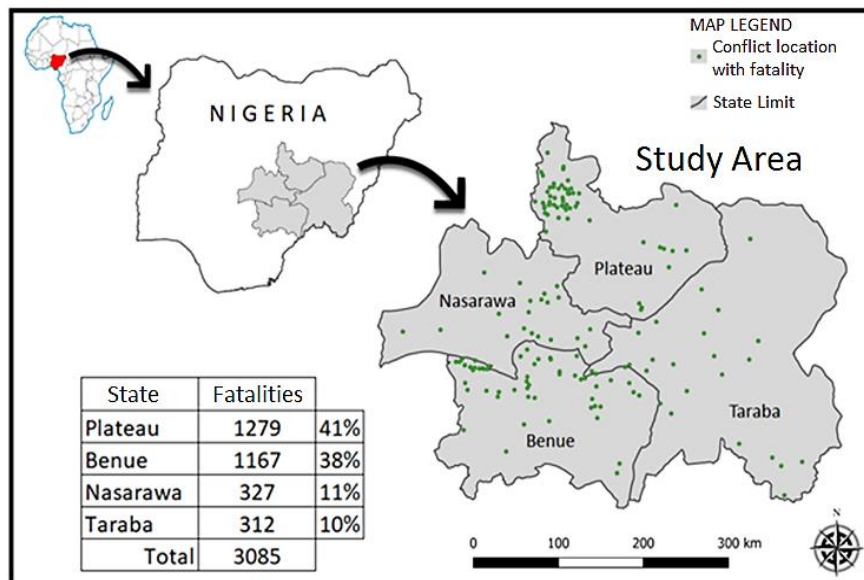 MAP LEGEND
Conflict location
with fatality
State Limit
NIGERIA
Study Area
Plateau
Nasarawa
Taraba
Benue
State Fatalities
Plateau 1279 41%
Benue 1167 38%
Nasarawa 327 11%
Taraba 312 10%
Total 3085
N
0 100 200 300 km